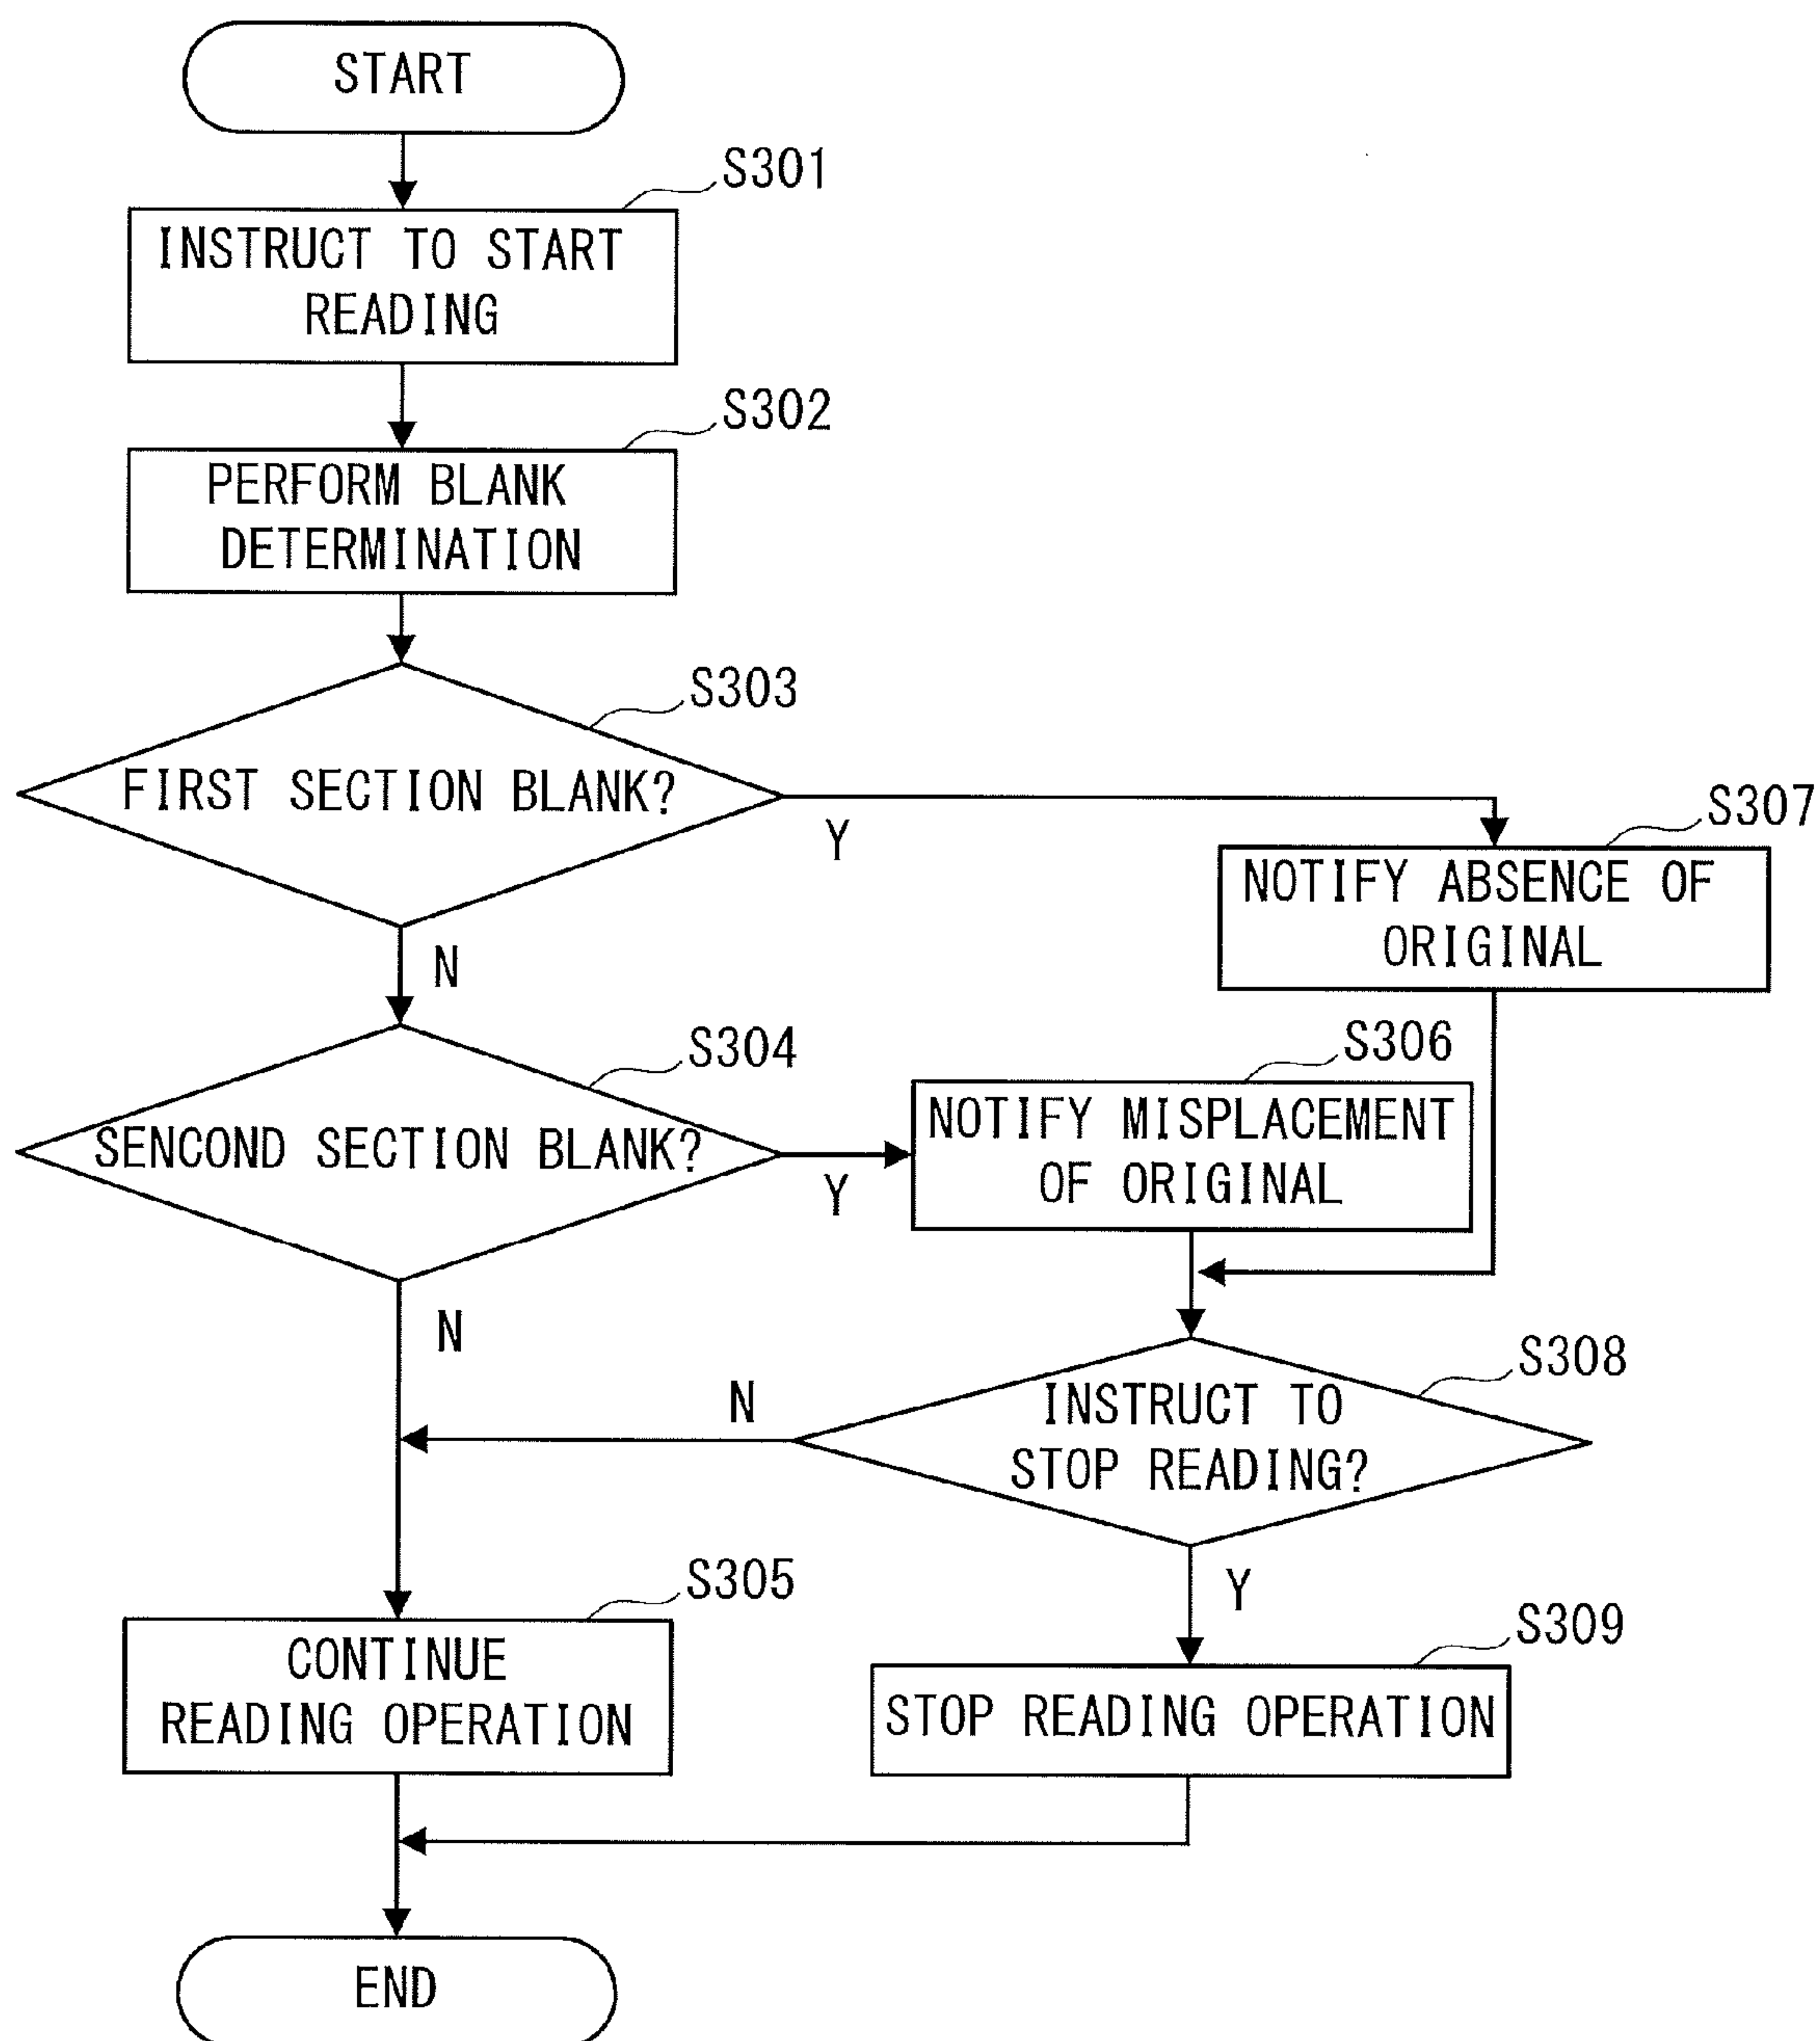 START
S301
INSTRUCT TO START
READING
S302
PERFORM BLANK
DETERMINATION
S303
FIRST SECTION BLANK?
Y
N
S307
NOTIFY ABSENCE OF
ORIGINAL
S304
SENCOND SECTION BLANK?
Y
N
S306
NOTIFY MISPLACEMENT
OF ORIGINAL
S308
INSTRUCT TO
STOP READING?
N
Y
S305
CONTINUE
READING OPERATION
S309
STOP READING OPERATION
END